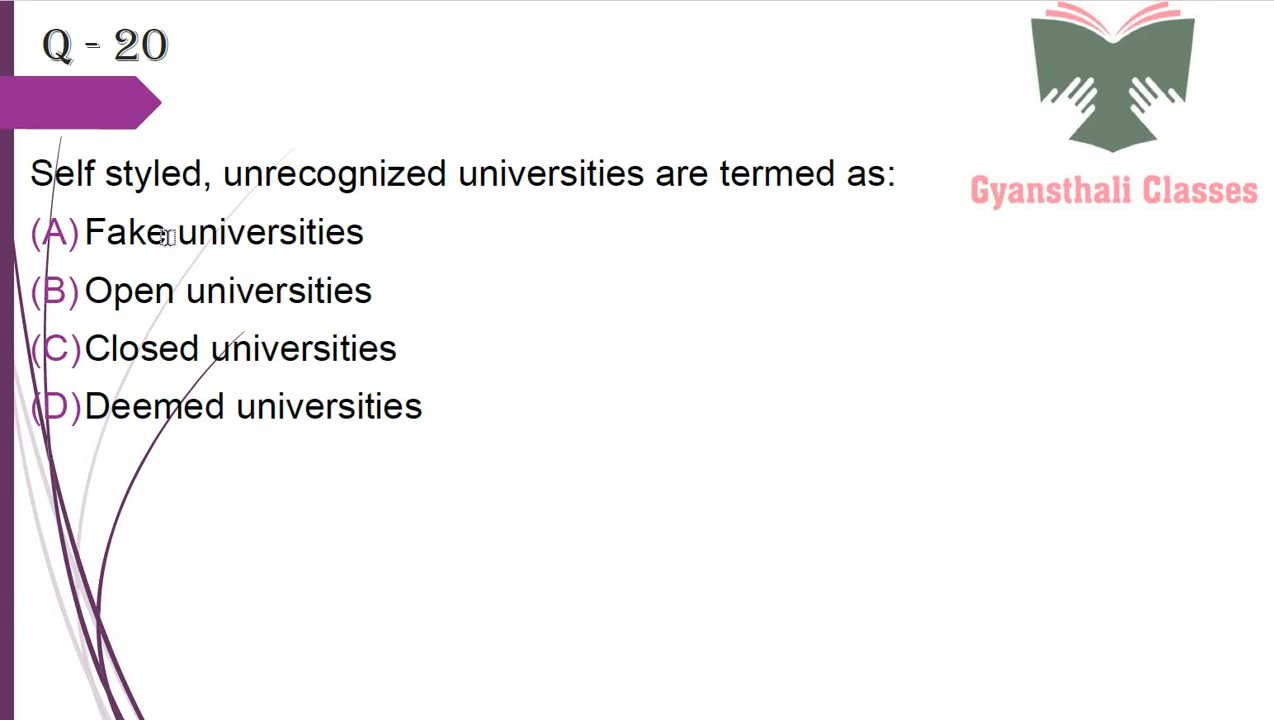 Q - 20
Gyansthali Classes
Self styled, unrecognized universities are termed as:
(A) Fake universities
(B) Open universities
(C) Closed universities
(D) Deemed universities